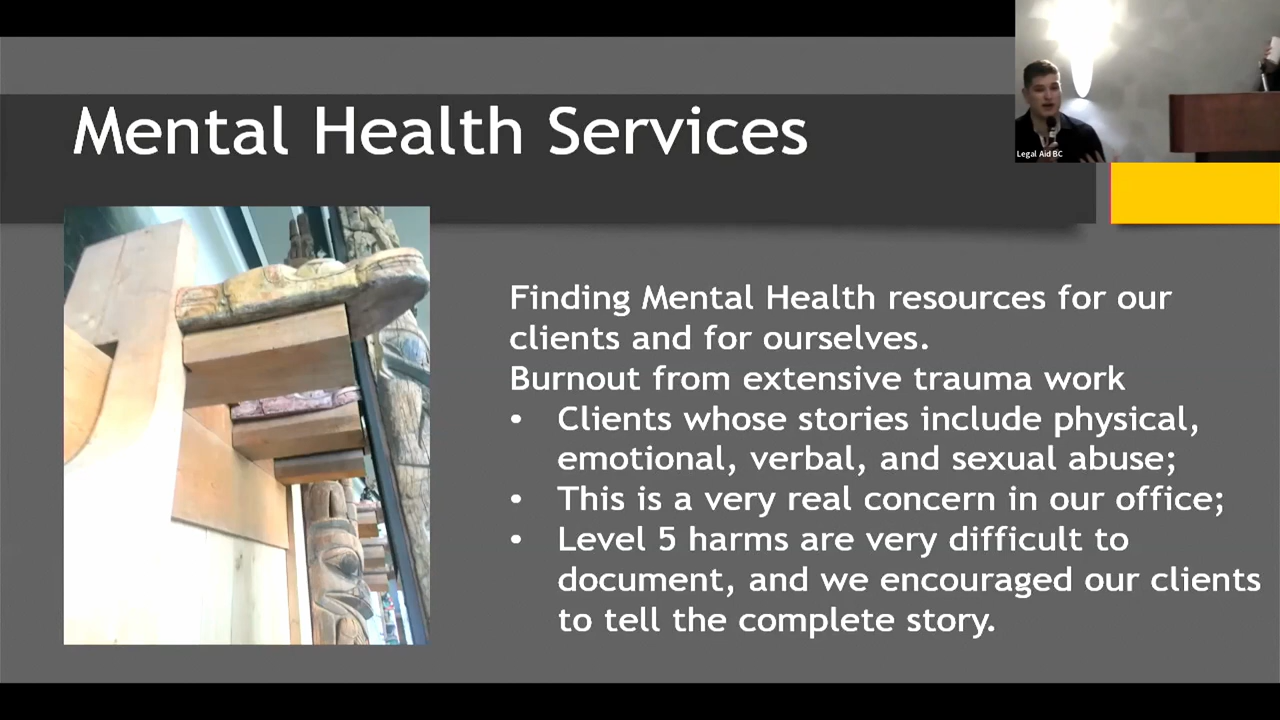 Mental Health Services
Legal Aid BC
Finding Mental Health resources for our
clients and for ourselves.
Burnout from extensive trauma work
• Clients whose stories include physical,
emotional, verbal, and sexual abuse;
• This is a very real concern in our office;
• Level 5 harms are very difficult to
document, and we encouraged our clients
to tell the complete story.